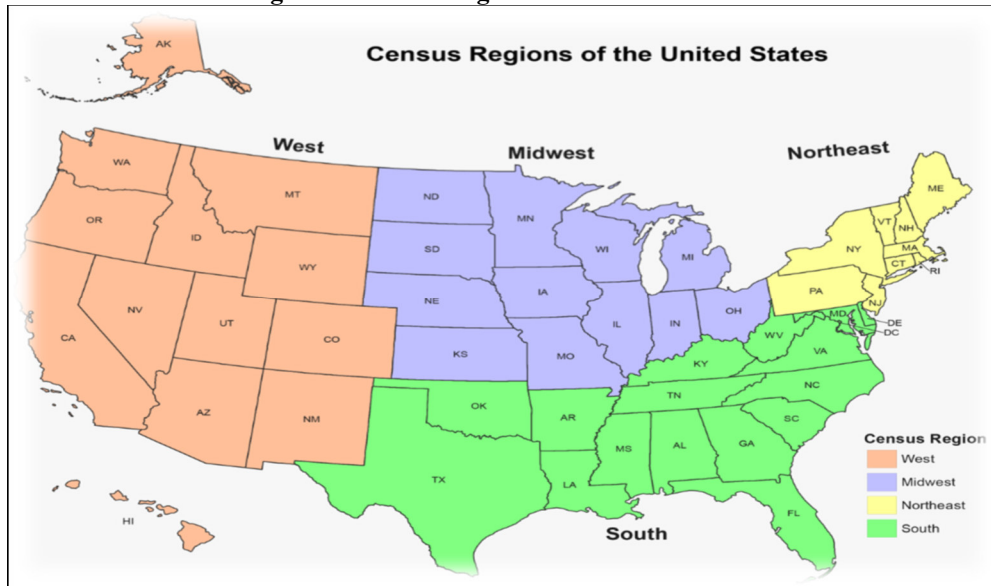 Census Regions of the United States
AK
West
Midwest
Northeast
WA
MT
ND
MN
ME
OR
ID
WY
SD
WI
MI
NY
VT
NH
MA
CT
RI
NV
UT
CO
NE
IA
IL
IN
OH
PA
NJ
CA
KS
MO
KY
WV
MD
DE
DC
VA
AZ
NM
OK
AR
TN
NC
SC
TX
LA
MS
AL
GA
FL
HI
South
Census Region
West
Midwest
Northeast
South